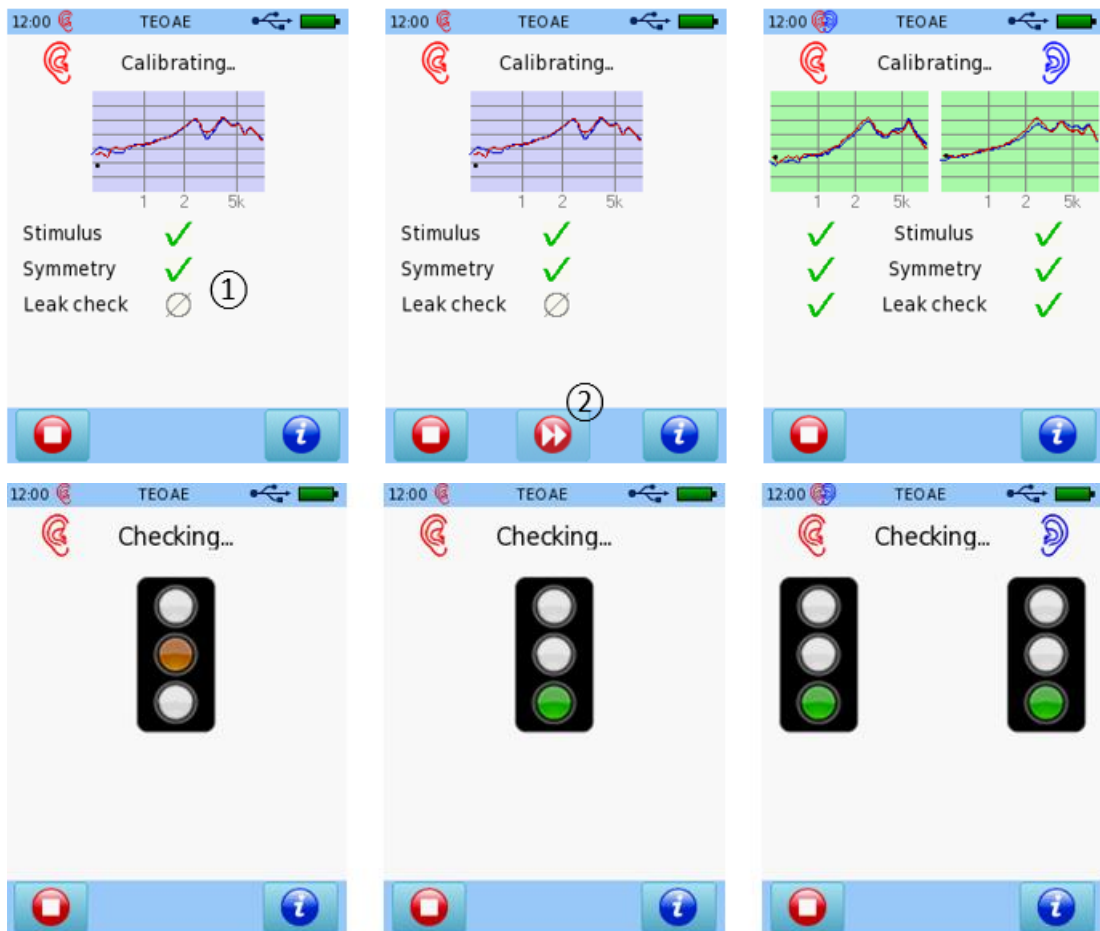 12:00 TEOAE
Calibrating...
1 2 5k
Stimulus
Symmetry
Leak check
1
12:00 TEOAE
Calibrating...
1 2 5k
Stimulus
Symmetry
Leak check
2
i
i
12:00 TEOAE
Calibrating...
1 2 5k 1 2 5k
Stimulus
Symmetry
Leak check
i
12:00 TEOAE
Checking...
i
12:00 TEOAE
Checking...
i
12:00 TEOAE
Checking...
i